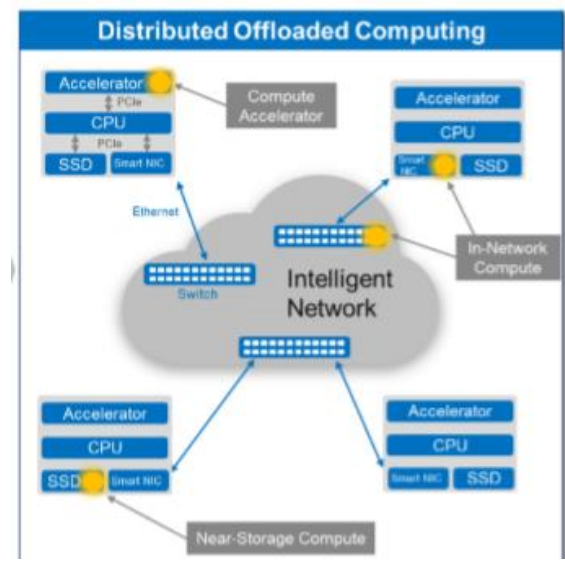 Distributed Offloaded Computing
Accelerator
PCIe
CPU
PCIe
SSD
Smart NIC
Compute
Accelerator
Accelerator
CPU
Smart
NIC
SSD
Ethernet
In-Network
Compute
Switch
Intelligent
Network
Accelerator
CPU
SSD
Smart NIC
Accelerator
CPU
Smart NIC
SSD
Near-Storage Compute